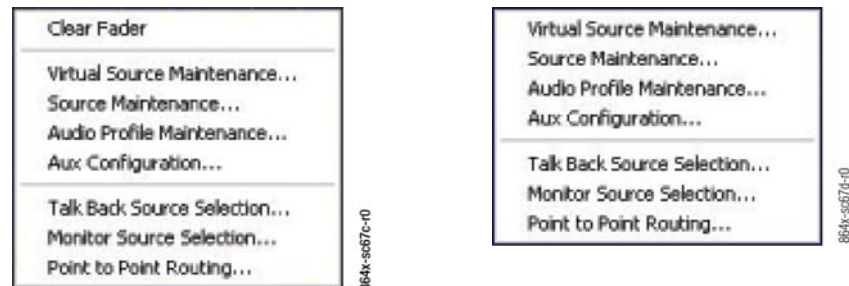 Clear Fader
Virtual Source Maintenance...
Source Maintenance...
Audio Profile Maintenance...
Aux Configuration...
Talk Back Source Selection...
Monitor Source Selection...
Point to Point Routing...
864x-sc67c-r0
Virtual Source Maintenance...
Source Maintenance...
Audio Profile Maintenance...
Aux Configuration...
Talk Back Source Selection...
Monitor Source Selection...
Point to Point Routing...
864x-sc67d-r0